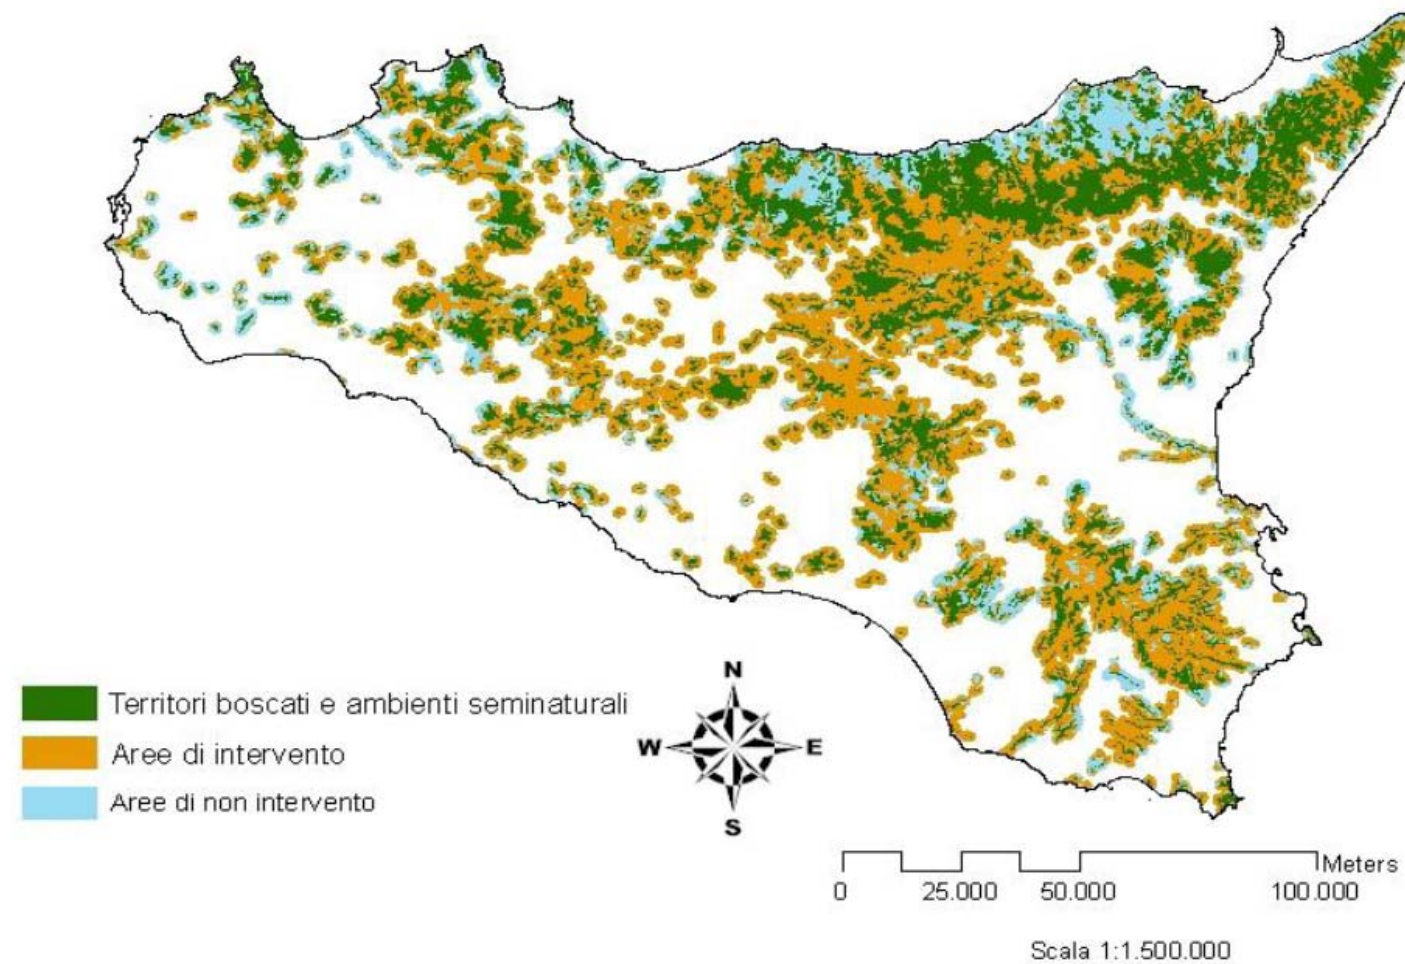 Territori boscati e ambienti seminaturali
Aree di intervento
Aree di non intervento
N
W E
S
Meters
0 25.000 50.000 100.000
Scala 1:1.500.000